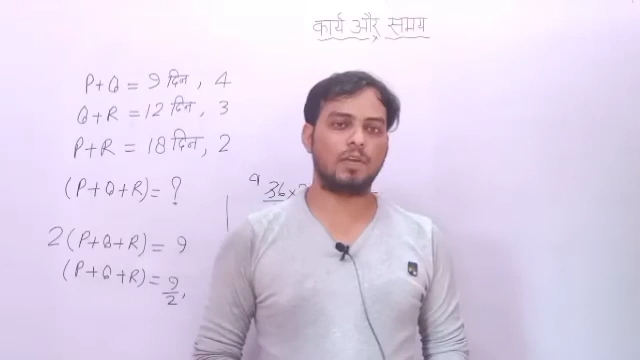 कार्य और समय
P+Q = 9 दिन, 4
Q+R = 12 दिन, 3
P+R = 18 दिन, 2
(P+Q+R) = ?
36×
2(P+Q+R) = 9
(P+Q+R) = 9/2,